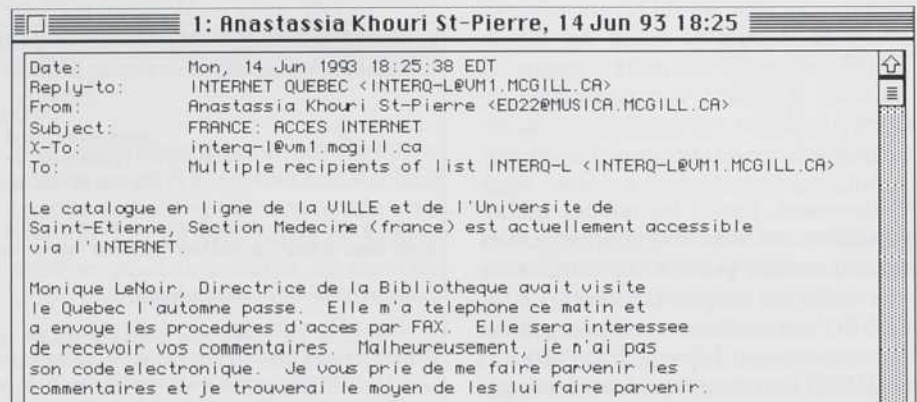 1: Anastassia Khouri St-Pierre, 14 Jun 93 18:25
Date: Mon, 14 Jun 1993 18:25:38 EDT
Reply-to: INTERNET QUEBEC <INTERQ-L@VM1.MCGILL.CA>
From: Anastassia Khouri St-Pierre <ED22@MUSICA.MCGILL.CA>
Subject: FRANCE: ACCES INTERNET
X-To: interq-l@vm1.mcgill.ca
To: Multiple recipients of list INTERQ-L <INTERQ-L@VM1.MCGILL.CA>
Le catalogue en ligne de la VILLE et de l'Universite de
Saint-Etienne, Section Medecine (france) est actuellement accessible
via l'INTERNET.
Monique LeNoir, Directrice de la Bibliotheque avait visite
le Quebec l'automne passe. Elle m'a telephone ce matin et
a envoye les procedures d'acces par FAX. Elle sera interessee
de recevoir vos commentaires. Malheureusement, je n'ai pas
son code electronique. Je vous prie de me faire parvenir les
commentaires et je trouverai le moyen de les lui faire parvenir.